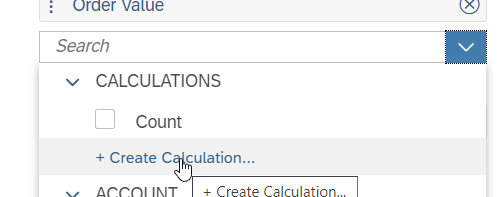 Order Value
Search
CALCULATIONS
Count
+ Create Calculation...
ACCOUNT
+ Create Calculation...